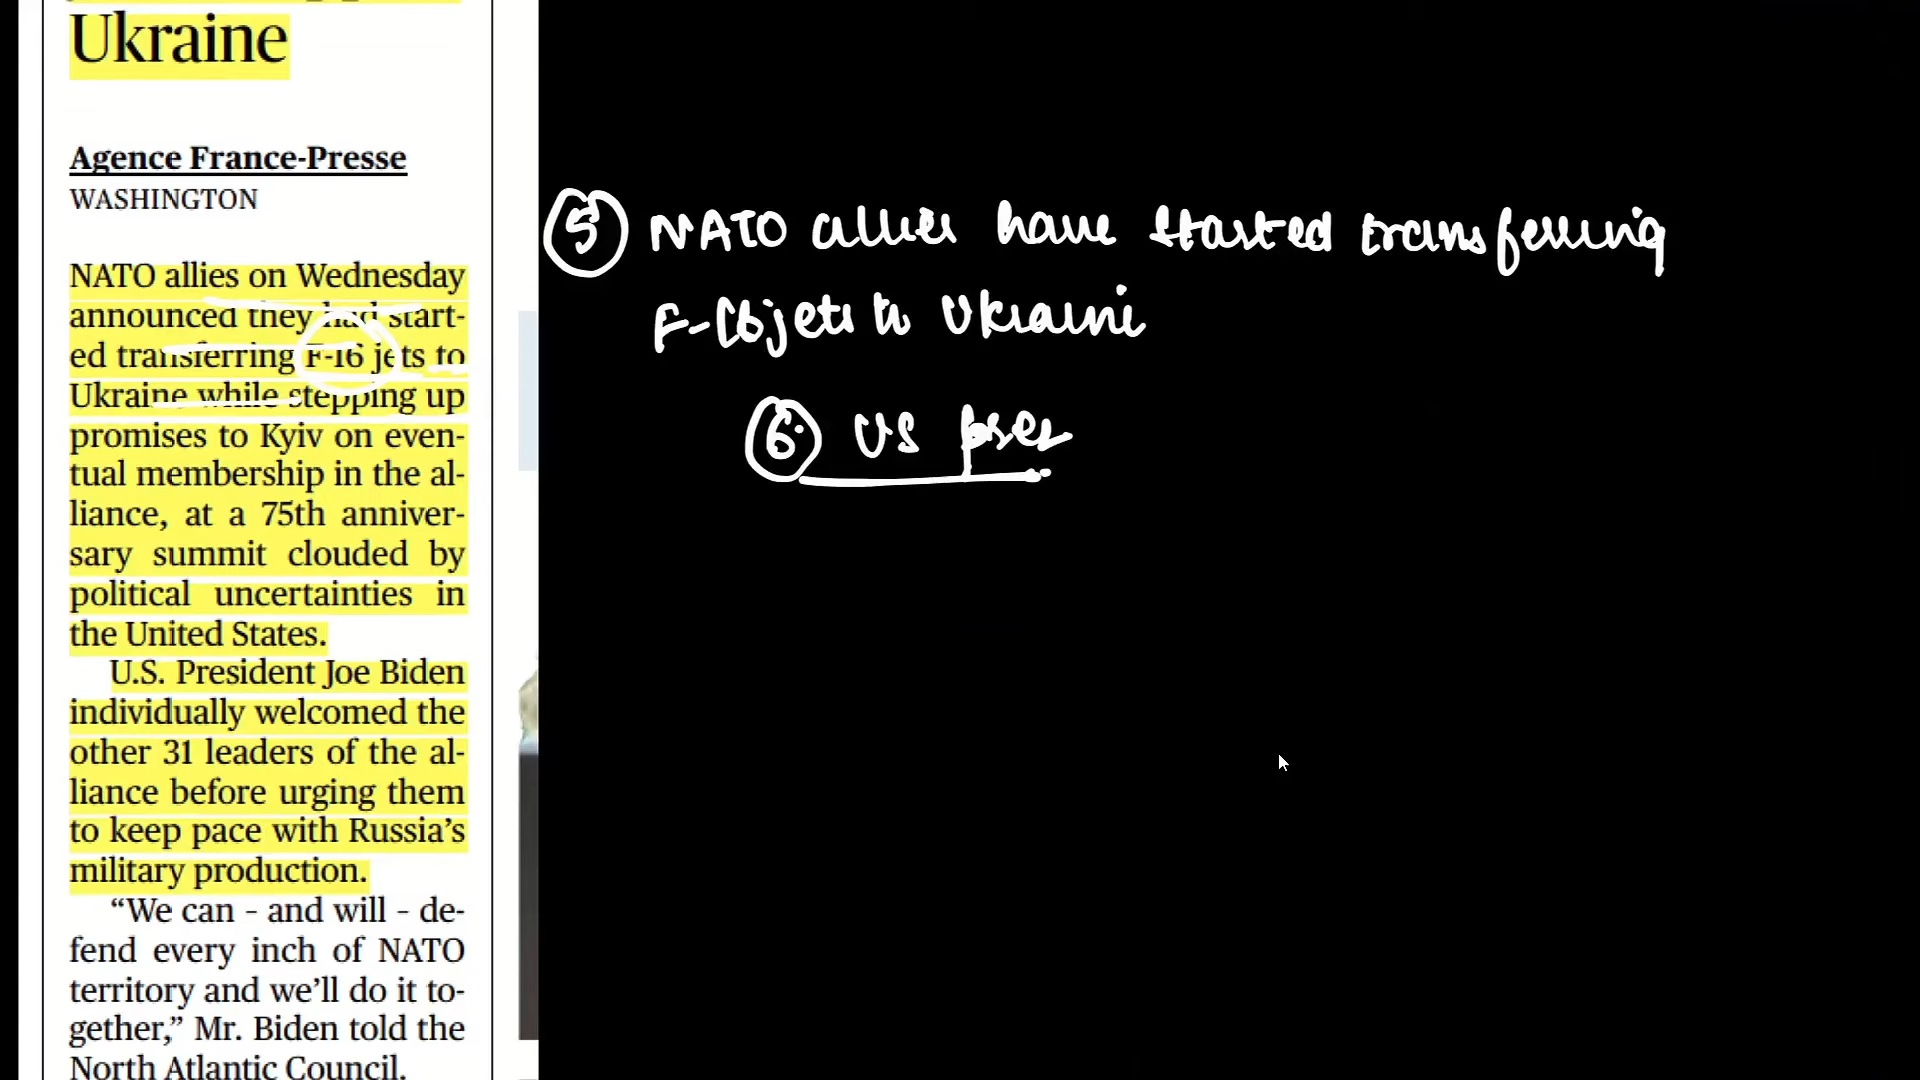 Ukraine
Agence France-Presse
WASHINGTON
NATO allies on Wednesday
announced they had start-
ed transferring F-16 jets to
Ukraine while stepping up
promises to Kyiv on even-
tual membership in the al-
liance, at a 75th anniver-
sary summit clouded by
political uncertainties in
the United States.
U.S. President Joe Biden
individually welcomed the
other 31 leaders of the al-
liance before urging them
to keep pace with Russia's
military production.
“We can – and will – de-
fend every inch of NATO
territory and we'll do it to-
gether,” Mr. Biden told the
North Atlantic Council.
5 NATO allies have started transferring
F-16 jets to Ukraine
6. US pres